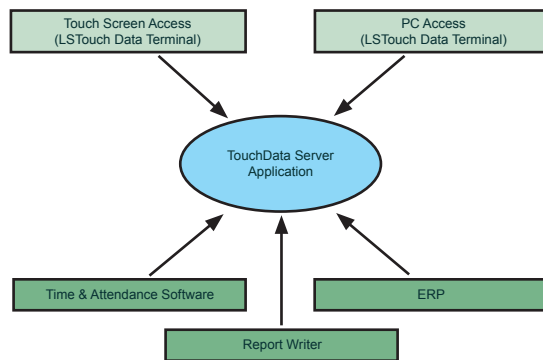 Touch Screen Access
(LSTouch Data Terminal)
PC Access
(LSTouch Data Terminal)
TouchData Server
Application
Time & Attendance Software
ERP
Report Writer